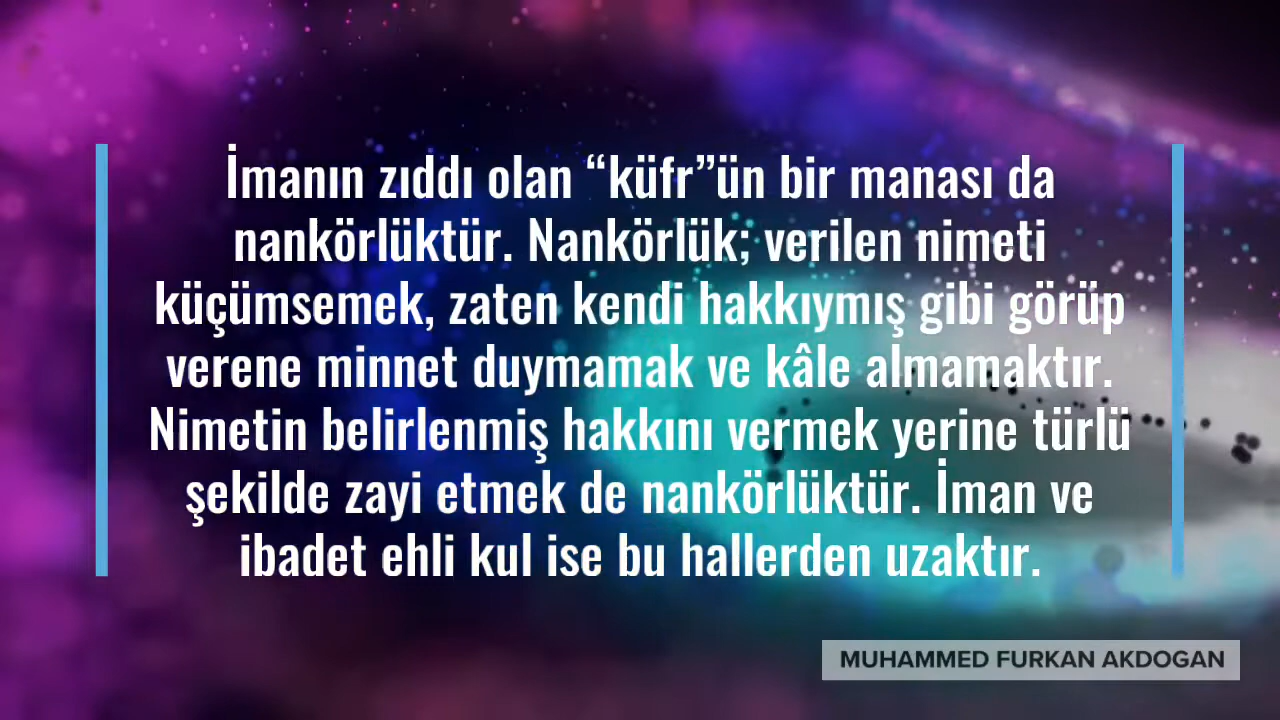 İmanın zıddı olan “küfr”ün bir manası da
nankörlüktür. Nankörlük; verilen nimeti
küçümsemek, zaten kendi hakkıymış gibi görüp
verene minnet duymamak ve kâle almamaktır.
Nimetin belirlenmiş hakkını vermek yerine türlü
şekilde zayi etmek de nankörlüktür. İman ve
ibadet ehli kul ise bu hallerden uzaktır.
MUHAMMED FURKAN AKDOGAN